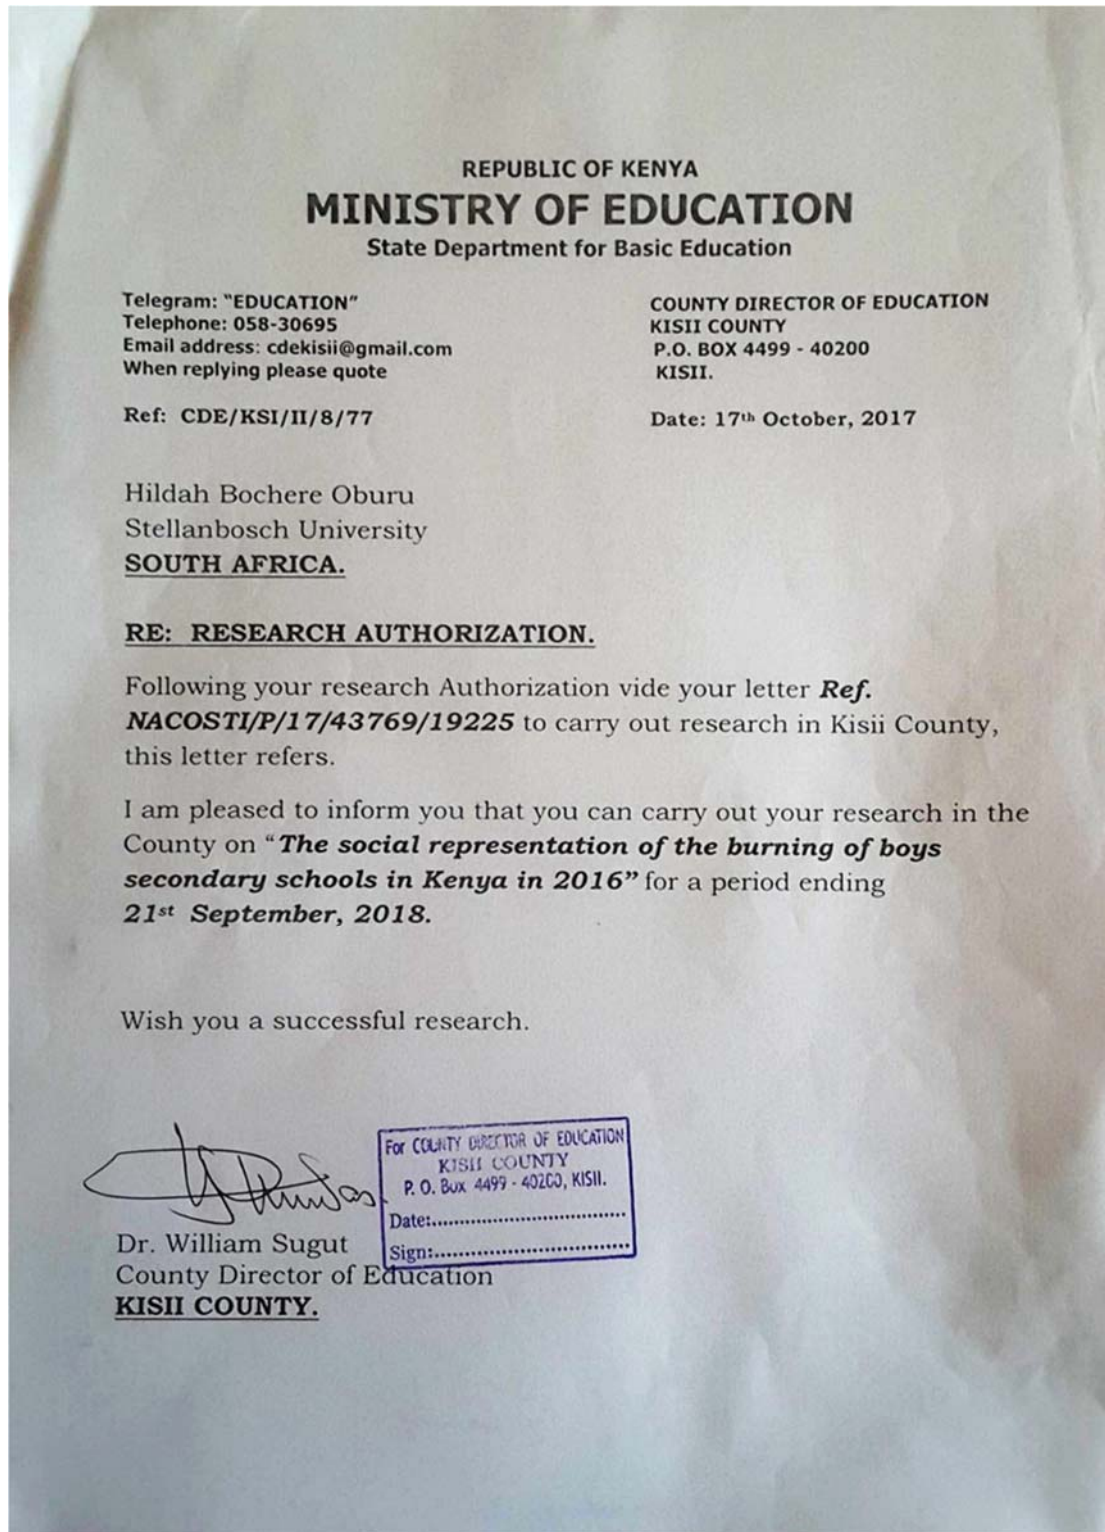 REPUBLIC OF KENYA
MINISTRY OF EDUCATION
State Department for Basic Education
Telegram: "EDUCATION"
Telephone: 058-30695
Email address: cdekisii@gmail.com
When replying please quote
Ref: CDE/KSI/II/8/77
COUNTY DIRECTOR OF EDUCATION
KISII COUNTY
P.O. BOX 4499 - 40200
KISII.
Date: 17th October, 2017
Hildah Bochere Oburu
Stellanbosch University
SOUTH AFRICA.
RE: RESEARCH AUTHORIZATION.
Following your research Authorization vide your letter Ref.
NACOSTI/P/17/43769/19225 to carry out research in Kisii County,
this letter refers.
I am pleased to inform you that you can carry out your research in the
County on "The social representation of the burning of boys
secondary schools in Kenya in 2016" for a period ending
21st September, 2018.
Wish you a successful research.
For COUNTY DIRECTOR OF EDUCATION
KISII COUNTY
P. O. Box 4499 - 40200, KISII.
Date:..................................
Sign:..................................
Dr. William Sugut
County Director of Education
KISII COUNTY.